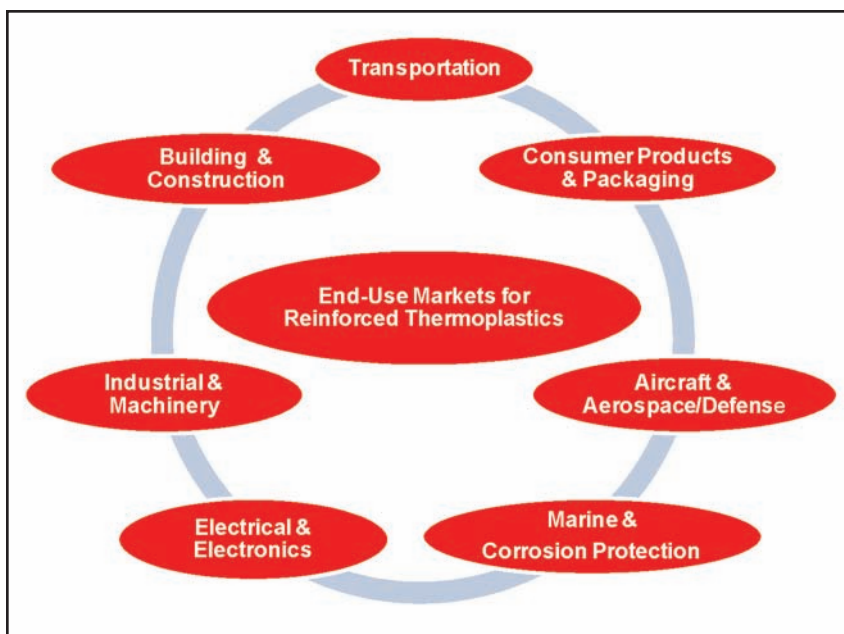 Transportation
Building &
Construction
Consumer Products
& Packaging
End-Use Markets for
Reinforced Thermoplastics
Industrial &
Machinery
Aircraft &
Aerospace/Defense
Electrical &
Electronics
Marine &
Corrosion Protection